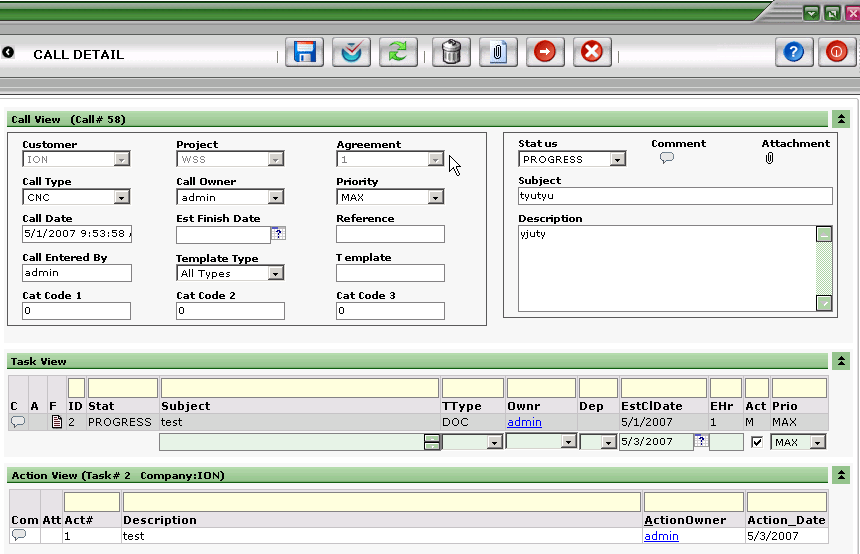 CALL DETAIL
Call View (Call# 58)
Customer Project Agreement
ION WSS 1
Call Type Call Owner Priority
CNC admin MAX
Call Date Est Finish Date Reference
5/1/2007 9:53:58
Call Entered By Template Type Template
admin All Types
Cat Code 1 Cat Code 2 Cat Code 3
0 0 0
Status Comment Attachment
PROGRESS
Subject
tyutyu
Description
yjuty
Task View
C A F ID Stat Subject TType Ownr Dep EstClDate EHr Act Prio
2 PROGRESS test DOC admin 5/1/2007 1 M MAX
5/3/2007 MAX
Action View (Task# 2 Company:ION)
Com Att Act# Description ActionOwner Action_Date
1 test admin 5/3/2007